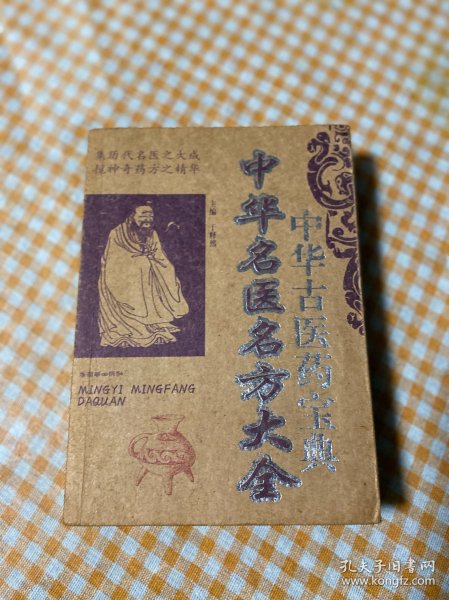 集历代名医之大成
揽神奇药方之精华
主编
中华名医名方大全
中华古医药宝典
MINGYI MINGFANG
DAQUAN
孔夫子旧书网
www.kongfz.com